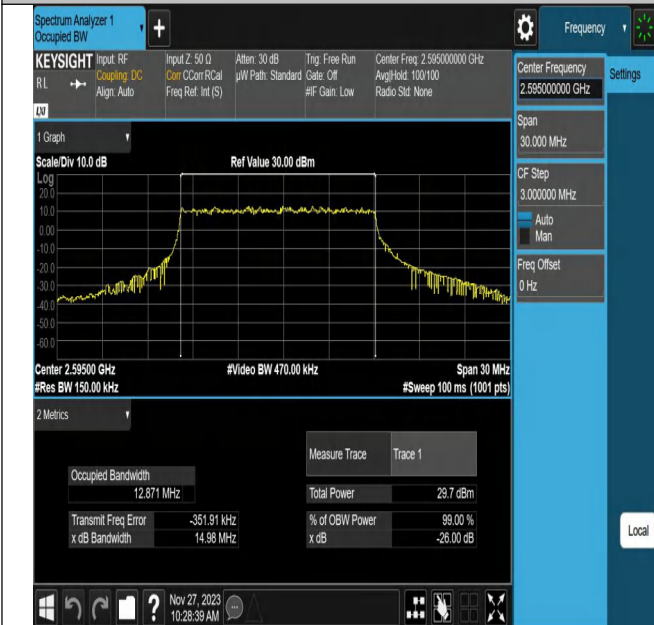 Spectrum Analyzer 1
Occupied BW
+
Frequency
KEYSIGHT
RL
LXI
Input: RF
Coupling: DC
Align: Auto
Input Z: 50 Ω
Corr CCorr RCal
Freq Ref: Int (S)
Atten: 30 dB
µW Path: Standard
Trig: Free Run
Gate: Off
#IF Gain: Low
Center Freq: 2.595000000 GHz
Avg|Hold: 100/100
Radio Std: None
Center Frequency
2.595000000 GHz
Settings
Span
30.000 MHz
CF Step
3.000000 MHz
Auto
Man
Freq Offset
0 Hz
1 Graph
Scale/Div 10.0 dB
Ref Value 30.00 dBm
Log
20.0
10.0
0.00
-10.0
-20.0
-30.0
-40.0
-50.0
-60.0
Center 2.59500 GHz
#Video BW 470.00 kHz
Span 30 MHz
#Res BW 150.00 kHz
#Sweep 100 ms (1001 pts)
2 Metrics
Measure Trace
Trace 1
Occupied Bandwidth
12.871 MHz
Total Power
29.7 dBm
Transmit Freq Error
-351.91 kHz
% of OBW Power
99.00 %
x dB Bandwidth
14.98 MHz
x dB
-26.00 dB
Local
?
Nov 27, 2023
10:28:39 AM